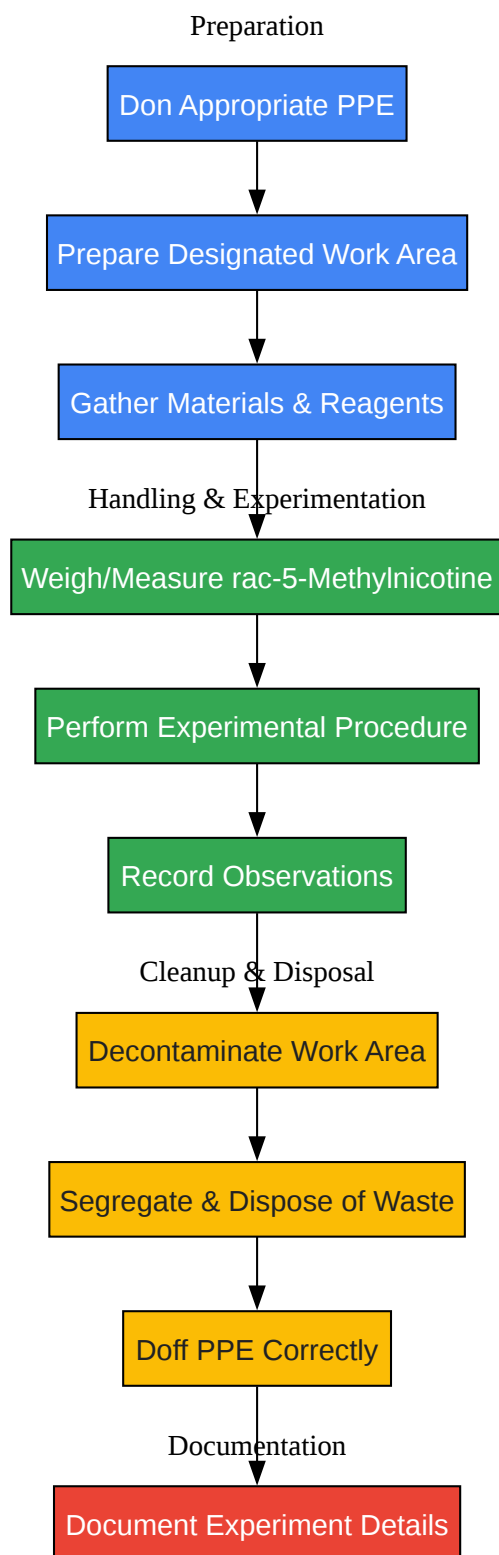 Preparation
Don Appropriate PPE
Prepare Designated Work Area
Gather Materials & Reagents
Handling & Experimentation
Weigh/Measure rac-5-Methylnicotine
Perform Experimental Procedure
Record Observations
Cleanup & Disposal
Decontaminate Work Area
Segregate & Dispose of Waste
Doff PPE Correctly
Documentation
Document Experiment Details